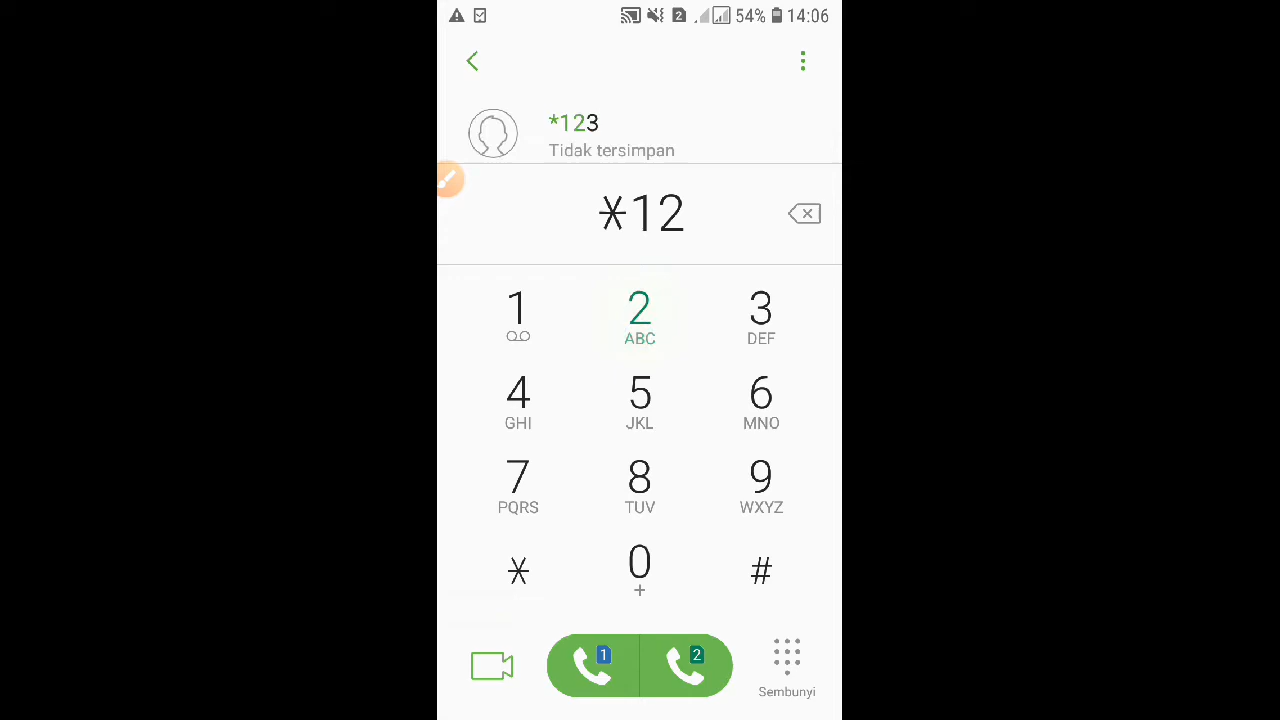 2 54% 14:06
*123
Tidak tersimpan
*12
1 2 3
ABC DEF
4 5 6
GHI JKL MNO
7 8 9
PQRS TUV WXYZ
* 0 #
+
1 2
Sembunyi